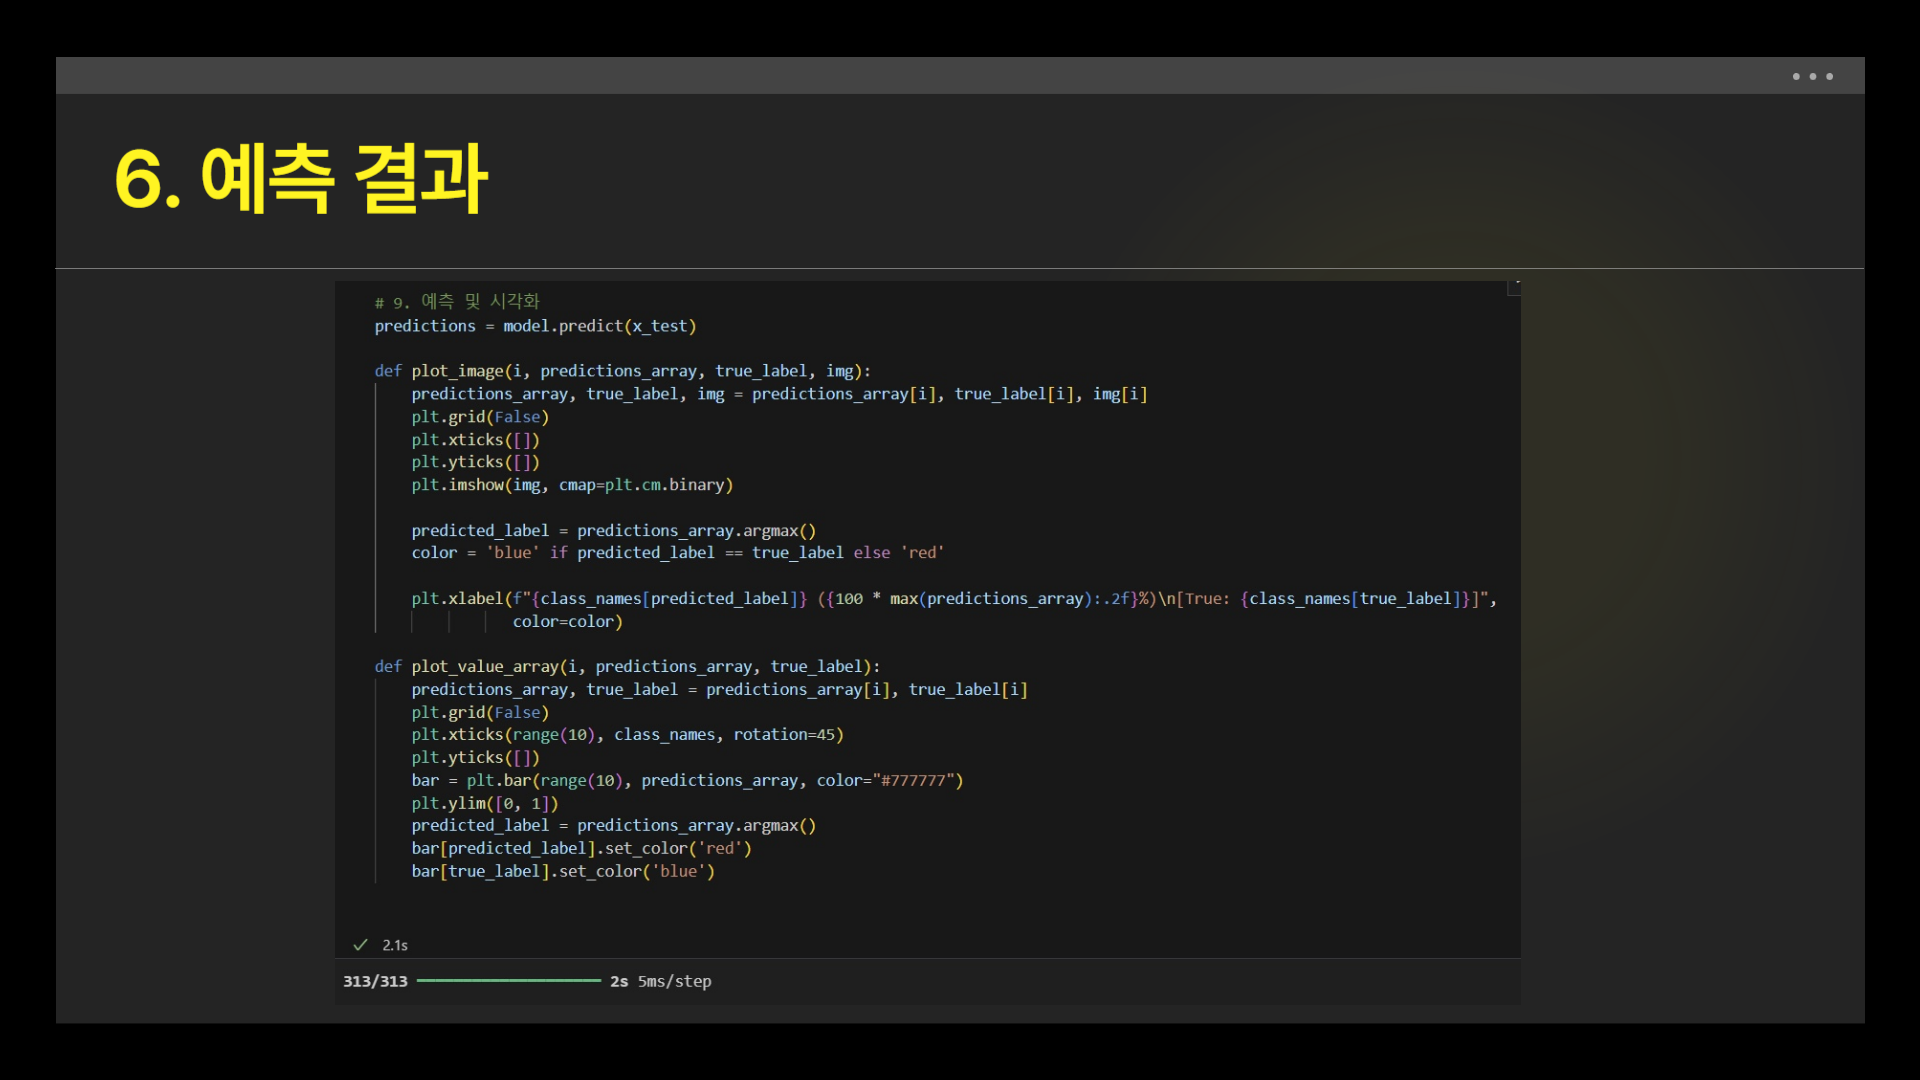 6. 예측 결과
# 9. 예측 및 시각화
predictions = model.predict(x_test)
def plot_image(i, predictions_array, true_label, img):
    predictions_array, true_label, img = predictions_array[i], true_label[i], img[i]
    plt.grid(False)
    plt.xticks([])
    plt.yticks([])
    plt.imshow(img, cmap=plt.cm.binary)
    predicted_label = predictions_array.argmax()
    color = 'blue' if predicted_label == true_label else 'red'
    plt.xlabel(f"{class_names[predicted_label]} ({100 * max(predictions_array):.2f}%)\n[True: {class_names[true_label]}]",
               color=color)
def plot_value_array(i, predictions_array, true_label):
    predictions_array, true_label = predictions_array[i], true_label[i]
    plt.grid(False)
    plt.xticks(range(10), class_names, rotation=45)
    plt.yticks([])
    bar = plt.bar(range(10), predictions_array, color="#777777")
    plt.ylim([0, 1])
    predicted_label = predictions_array.argmax()
    bar[predicted_label].set_color('red')
    bar[true_label].set_color('blue')
✓ 2.1s
313/313 2s 5ms/step